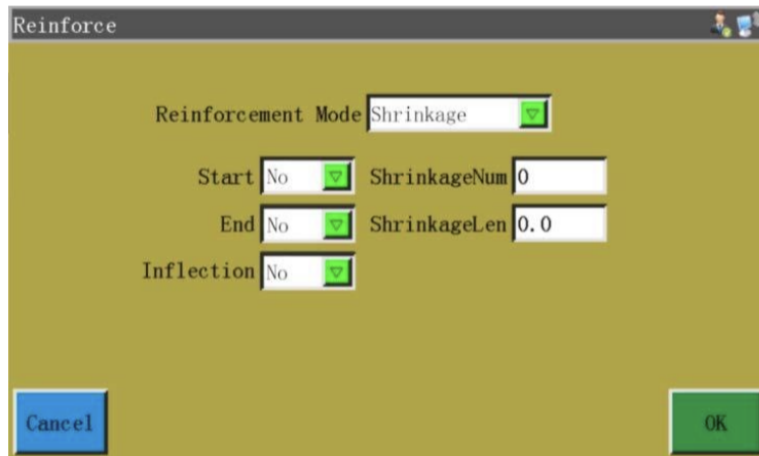 Reinforce
Reinforcement Mode Shrinkage
Start No ShrinkageNum 0
End No ShrinkageLen 0.0
Inflection No
Cancel OK